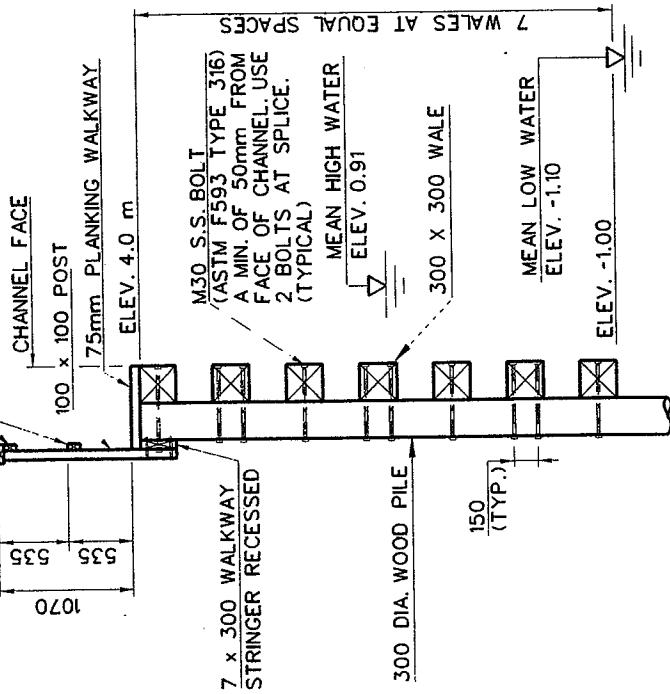 CHANNEL FACE
100 x 100 POST
75mm PLANKING WALKWAY
ELEV. 4.0 m
7 WALES AT EQUAL SPACES
M30 S.S. BOLT
(ASTM F593 TYPE 316)
A MIN. OF 50mm FROM
FACE OF CHANNEL. USE
2 BOLTS AT SPLICE.
(TYPICAL)
MEAN HIGH WATER
ELEV. 0.91
300 X 300 WALE
MEAN LOW WATER
ELEV. -1.10
ELEV. -1.00
535
535
1070
7 x 300 WALKWAY
STRINGER RECESSED
300 DIA. WOOD PILE
150
(TYP.)